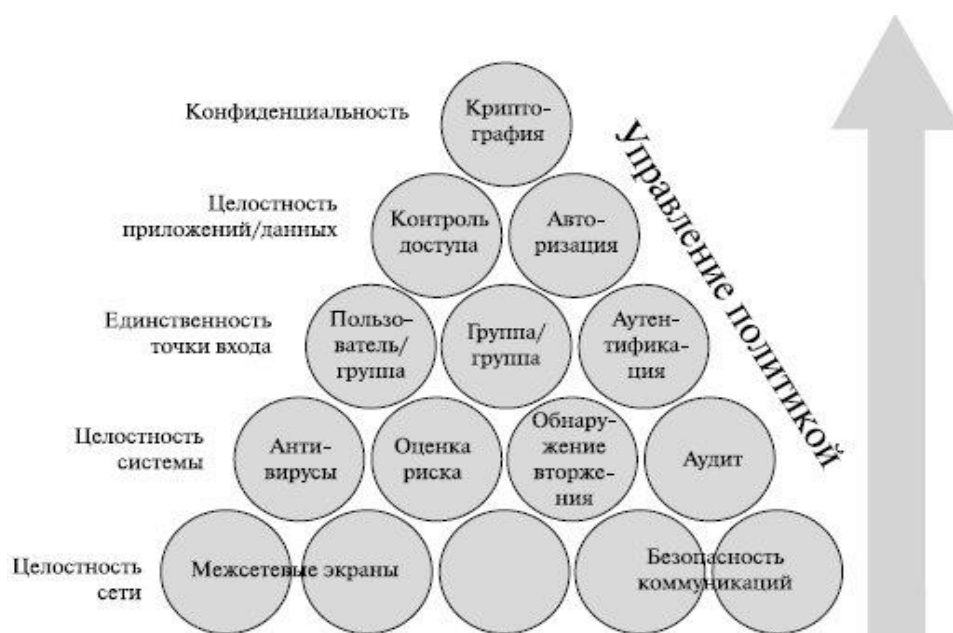 Конфиденциальность
Крипто-
графия
Целостность
приложений/данных
Контроль
доступа
Авто-
ризация
Единственность
точки входа
Пользо-
ватель/
группа
Группа/
группа
Аутен-
тифика-
ция
Целостность
системы
Анти-
вирусы
Оценка
риска
Обнару-
жение
вторже-
ния
Аудит
Целостность
сети
Межсетевые экраны
Безопасность
коммуникаций
Управление политикой